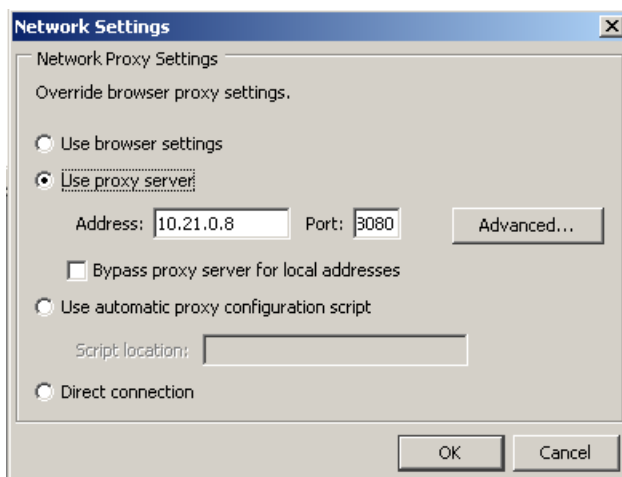 Network Settings
Network Proxy Settings
Override browser proxy settings.
Use browser settings
Use proxy server
Address: 10.21.0.8 Port: 8080 Advanced...
Bypass proxy server for local addresses
Use automatic proxy configuration script
Script location:
Direct connection
OK Cancel